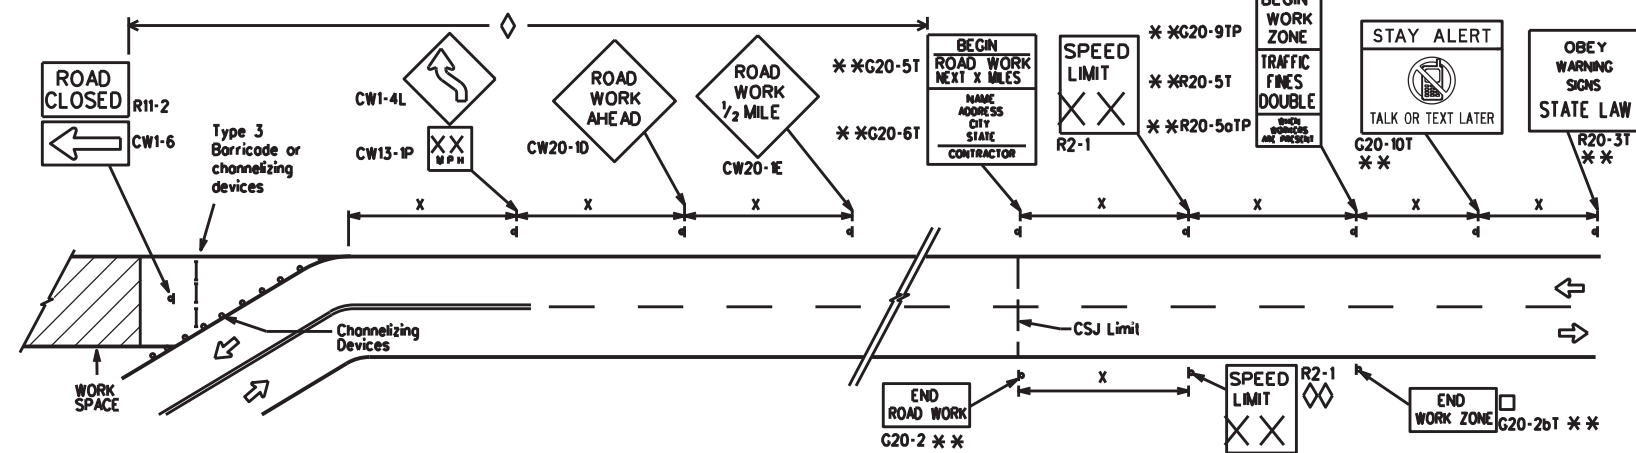 ROAD
CLOSED
R11-2
CW1-6
Type 3
Barricade or
channelizing
devices
CW1-4L
XX
MPH
CW13-1P
ROAD
WORK
AHEAD
CW20-1D
ROAD
WORK
1/2 MILE
CW20-1E
* *G20-5T
* *G20-6T
BEGIN
ROAD WORK
NEXT X MILES
NAME
ADDRESS
CITY
STATE
CONTRACTOR
SPEED
LIMIT
X X
R2-1
* *G20-9TP
* *R20-5T
* *R20-5aTP
BEGIN
WORK
ZONE
TRAFFIC
FINES
DOUBLE
WHEN
WORKERS
ARE PRESENT
STAY ALERT
TALK OR TEXT LATER
G20-10T
* *
OBEY
WARNING
SIGNS
STATE LAW
R20-3T
* *
X
X
X
X
X
X
X
Channelizing
Devices
WORK
SPACE
CSJ Limit
X
END
ROAD WORK
G20-2 * *
SPEED
LIMIT
X X
R2-1
END
WORK ZONE
G20-2bT * *